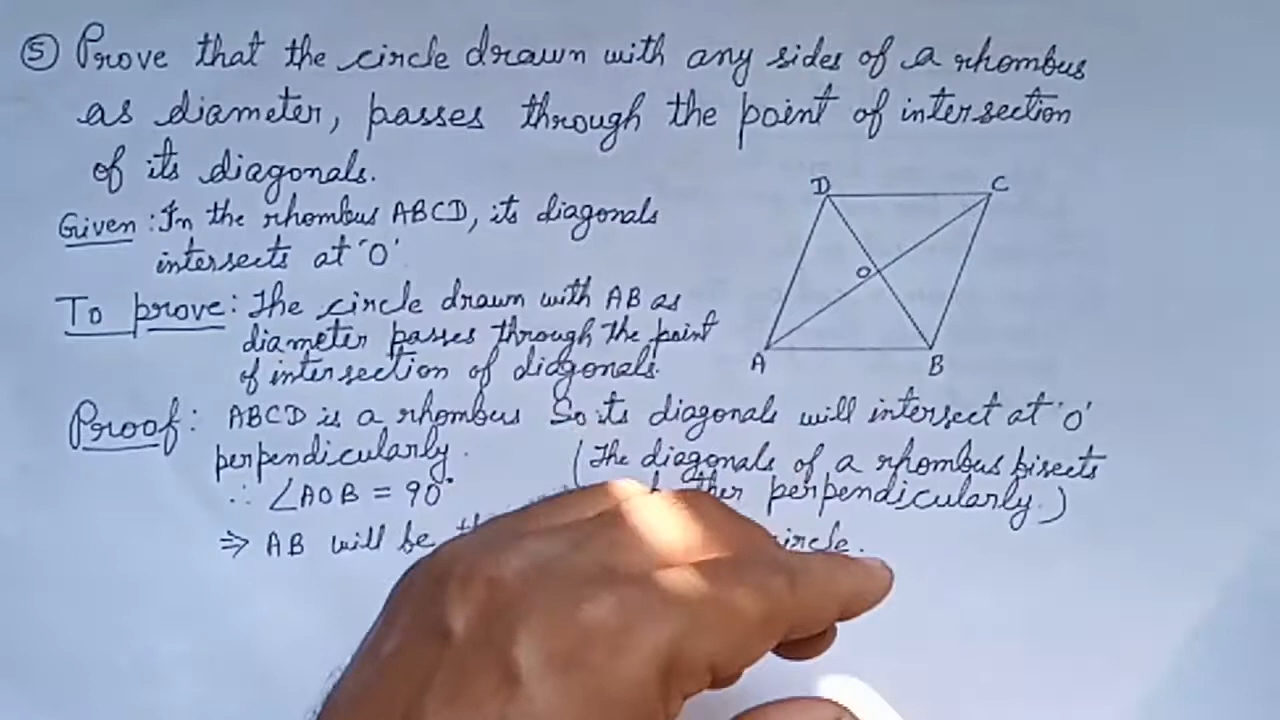 ⑤ Prove that the circle drawn with any sides of a rhombus
as diameter, passes through the point of intersection
of its diagonals.
Given : In the rhombus ABCD, its diagonals
intersects at 'O'
To prove : The circle drawn with AB as
diameter passes through the point
of intersection of diagonals.
D C
O
A B
Proof : ABCD is a rhombus So its diagonals will intersect at 'O'
perpendicularly. (The diagonals of a rhombus bisects
∴ ∠AOB = 90° perpendicularly.)
⇒ AB will be circle.